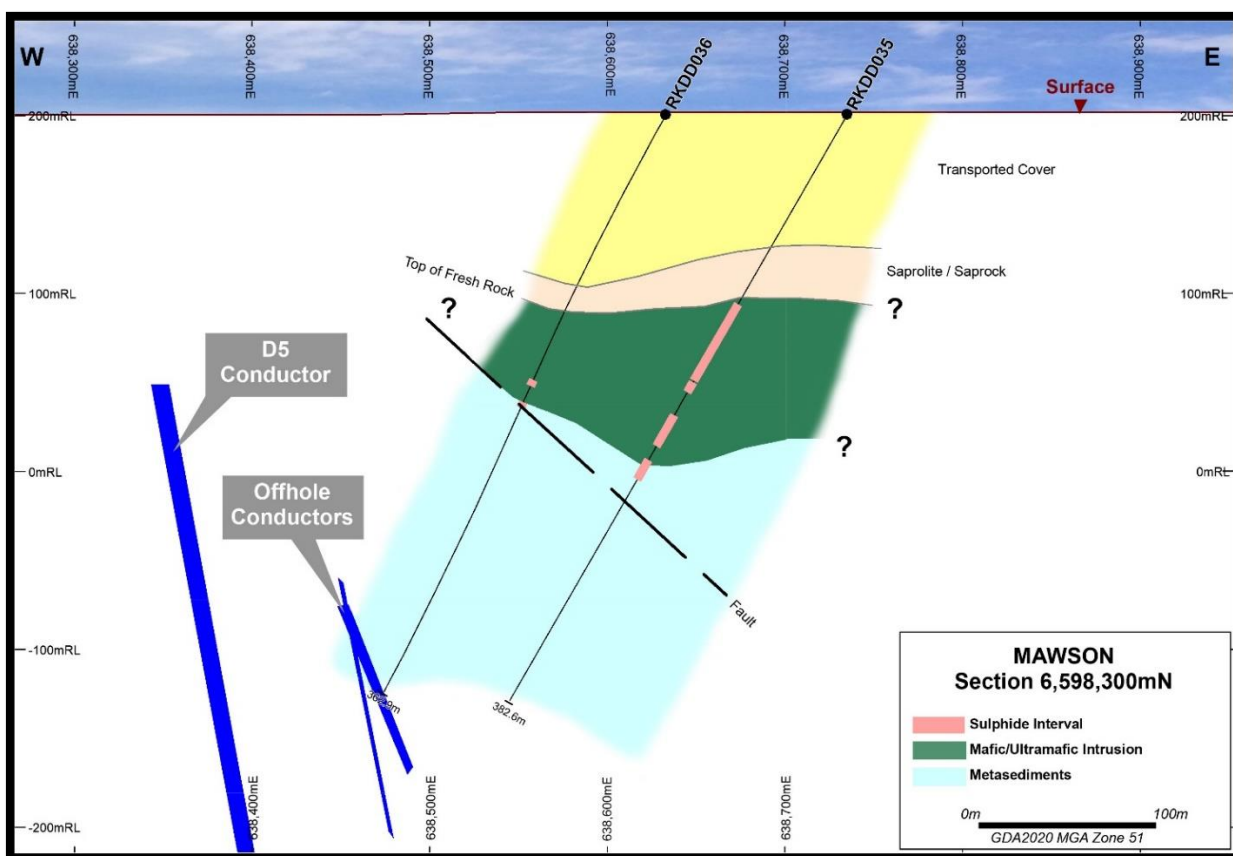 W
E
638,300mE
638,400mE
638,500mE
638,600mE
638,700mE
638,800mE
638,900mE
RKDD036
RKDD035
Surface
200mRL
200mRL
Transported Cover
Top of Fresh Rock
Saprolite / Saprock
100mRL
100mRL
?
?
D5
Conductor
?
0mRL
0mRL
Offhole
Conductors
Fault
-100mRL
382.6m
-200mRL
638,400mE
638,500mE
638,600mE
638,700mE
MAWSON
Section 6,598,300mN
Sulphide Interval
Mafic/Ultramafic Intrusion
Metasediments
0m 100m
GDA2020 MGA Zone 51